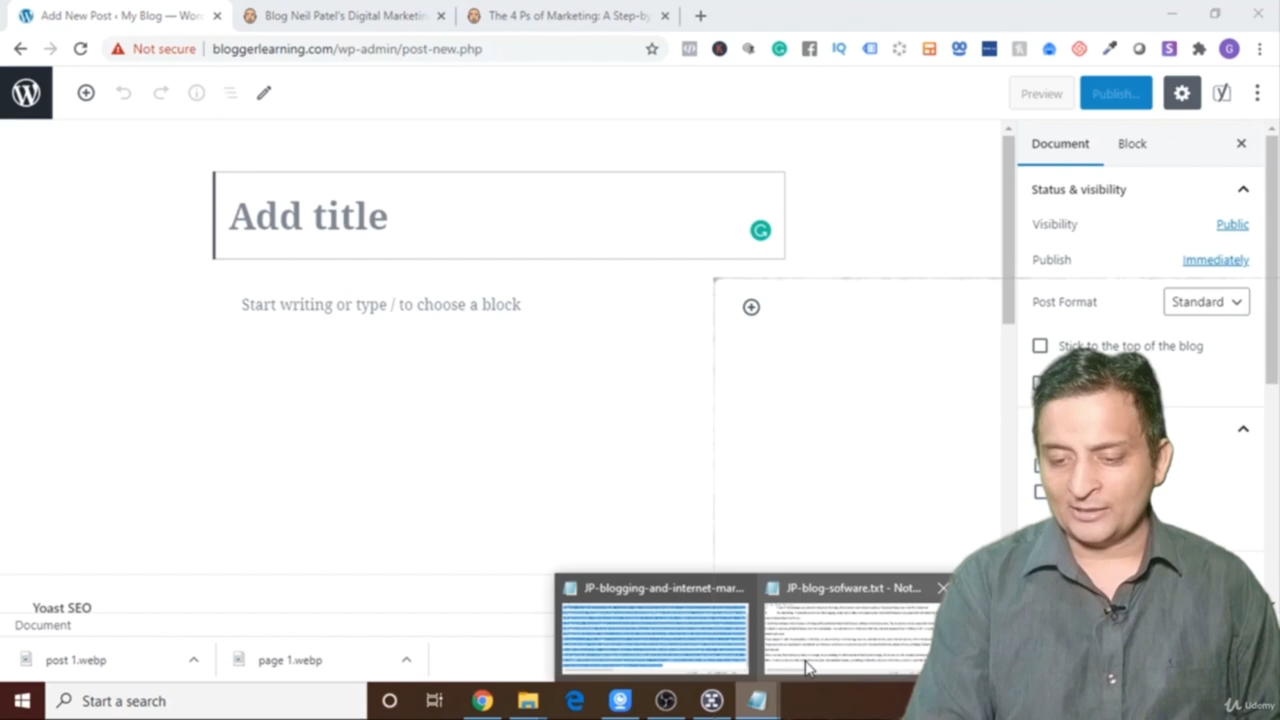 Add New Post ‹ My Blog — Wor
Blog Neil Patel's Digital Marketin
The 4 Ps of Marketing: A Step-by
Not secure
bloggerlearning.com/wp-admin/post-new.php
Preview
Publish...
Document
Block
Add title
Status & visibility
Visibility
Public
Publish
Immediately
Start writing or type / to choose a block
Post Format
Standard
Stick to the top of the blog
JP-blogging-and-internet-mar...
JP-blog-sofware.txt - Not...
Yoast SEO
Document
post 1.webp
page 1.webp
Start a search
Udemy